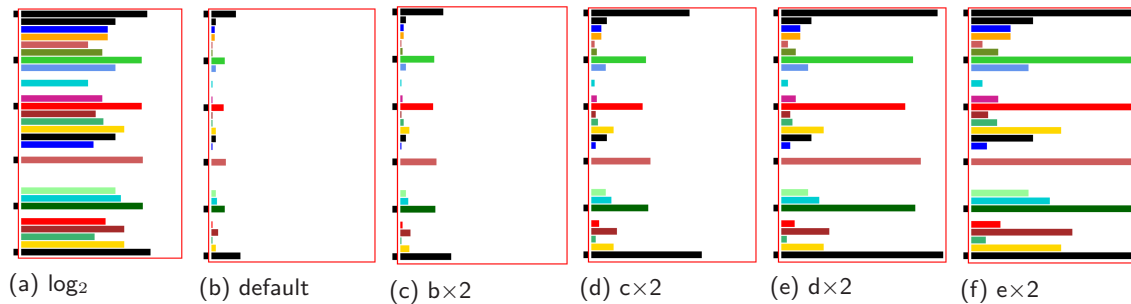 (a) log₂
(b) default
(c) b×2
(d) c×2
(e) d×2
(f) e×2